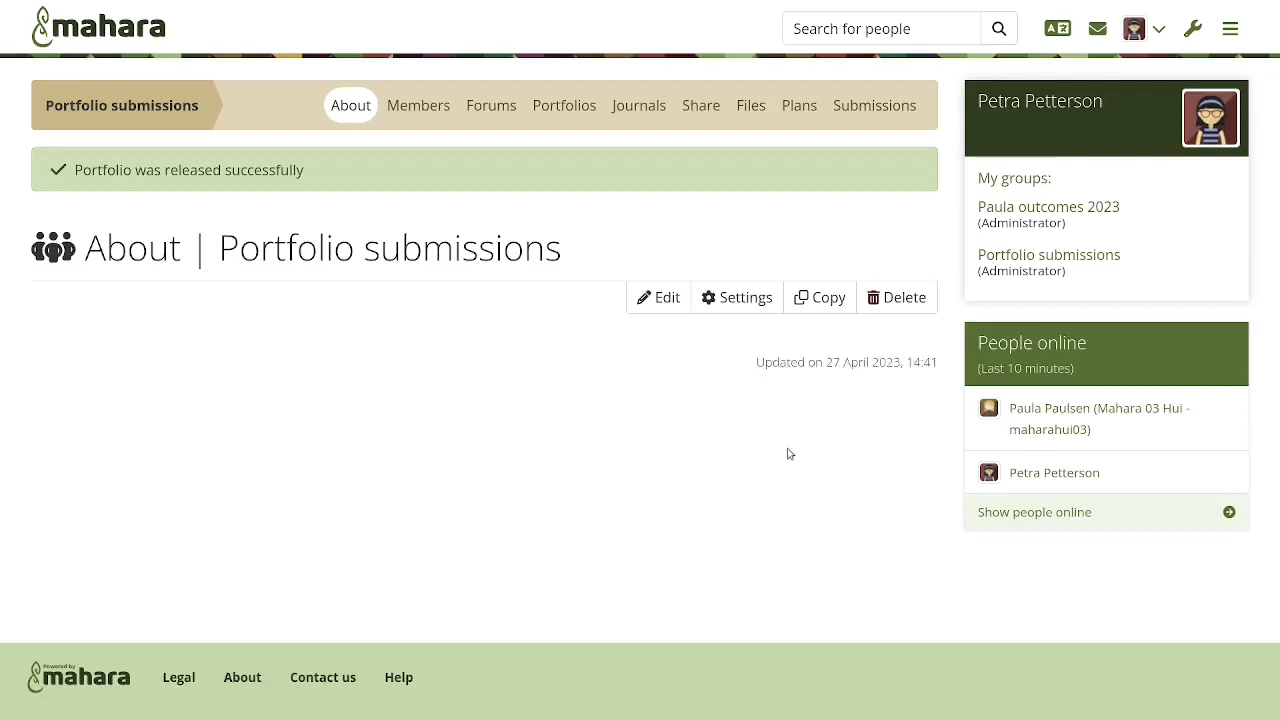 mahara
Search for people
Portfolio submissions
About Members Forums Portfolios Journals Share Files Plans Submissions
Portfolio was released successfully
About | Portfolio submissions
Edit Settings Copy Delete
Updated on 27 April 2023, 14:41
Petra Petterson
My groups:
Paula outcomes 2023
(Administrator)
Portfolio submissions
(Administrator)
People online
(Last 10 minutes)
Paula Paulsen (Mahara 03 Hui -
maharahui03)
Petra Petterson
Show people online
Powered by
mahara
Legal About Contact us Help